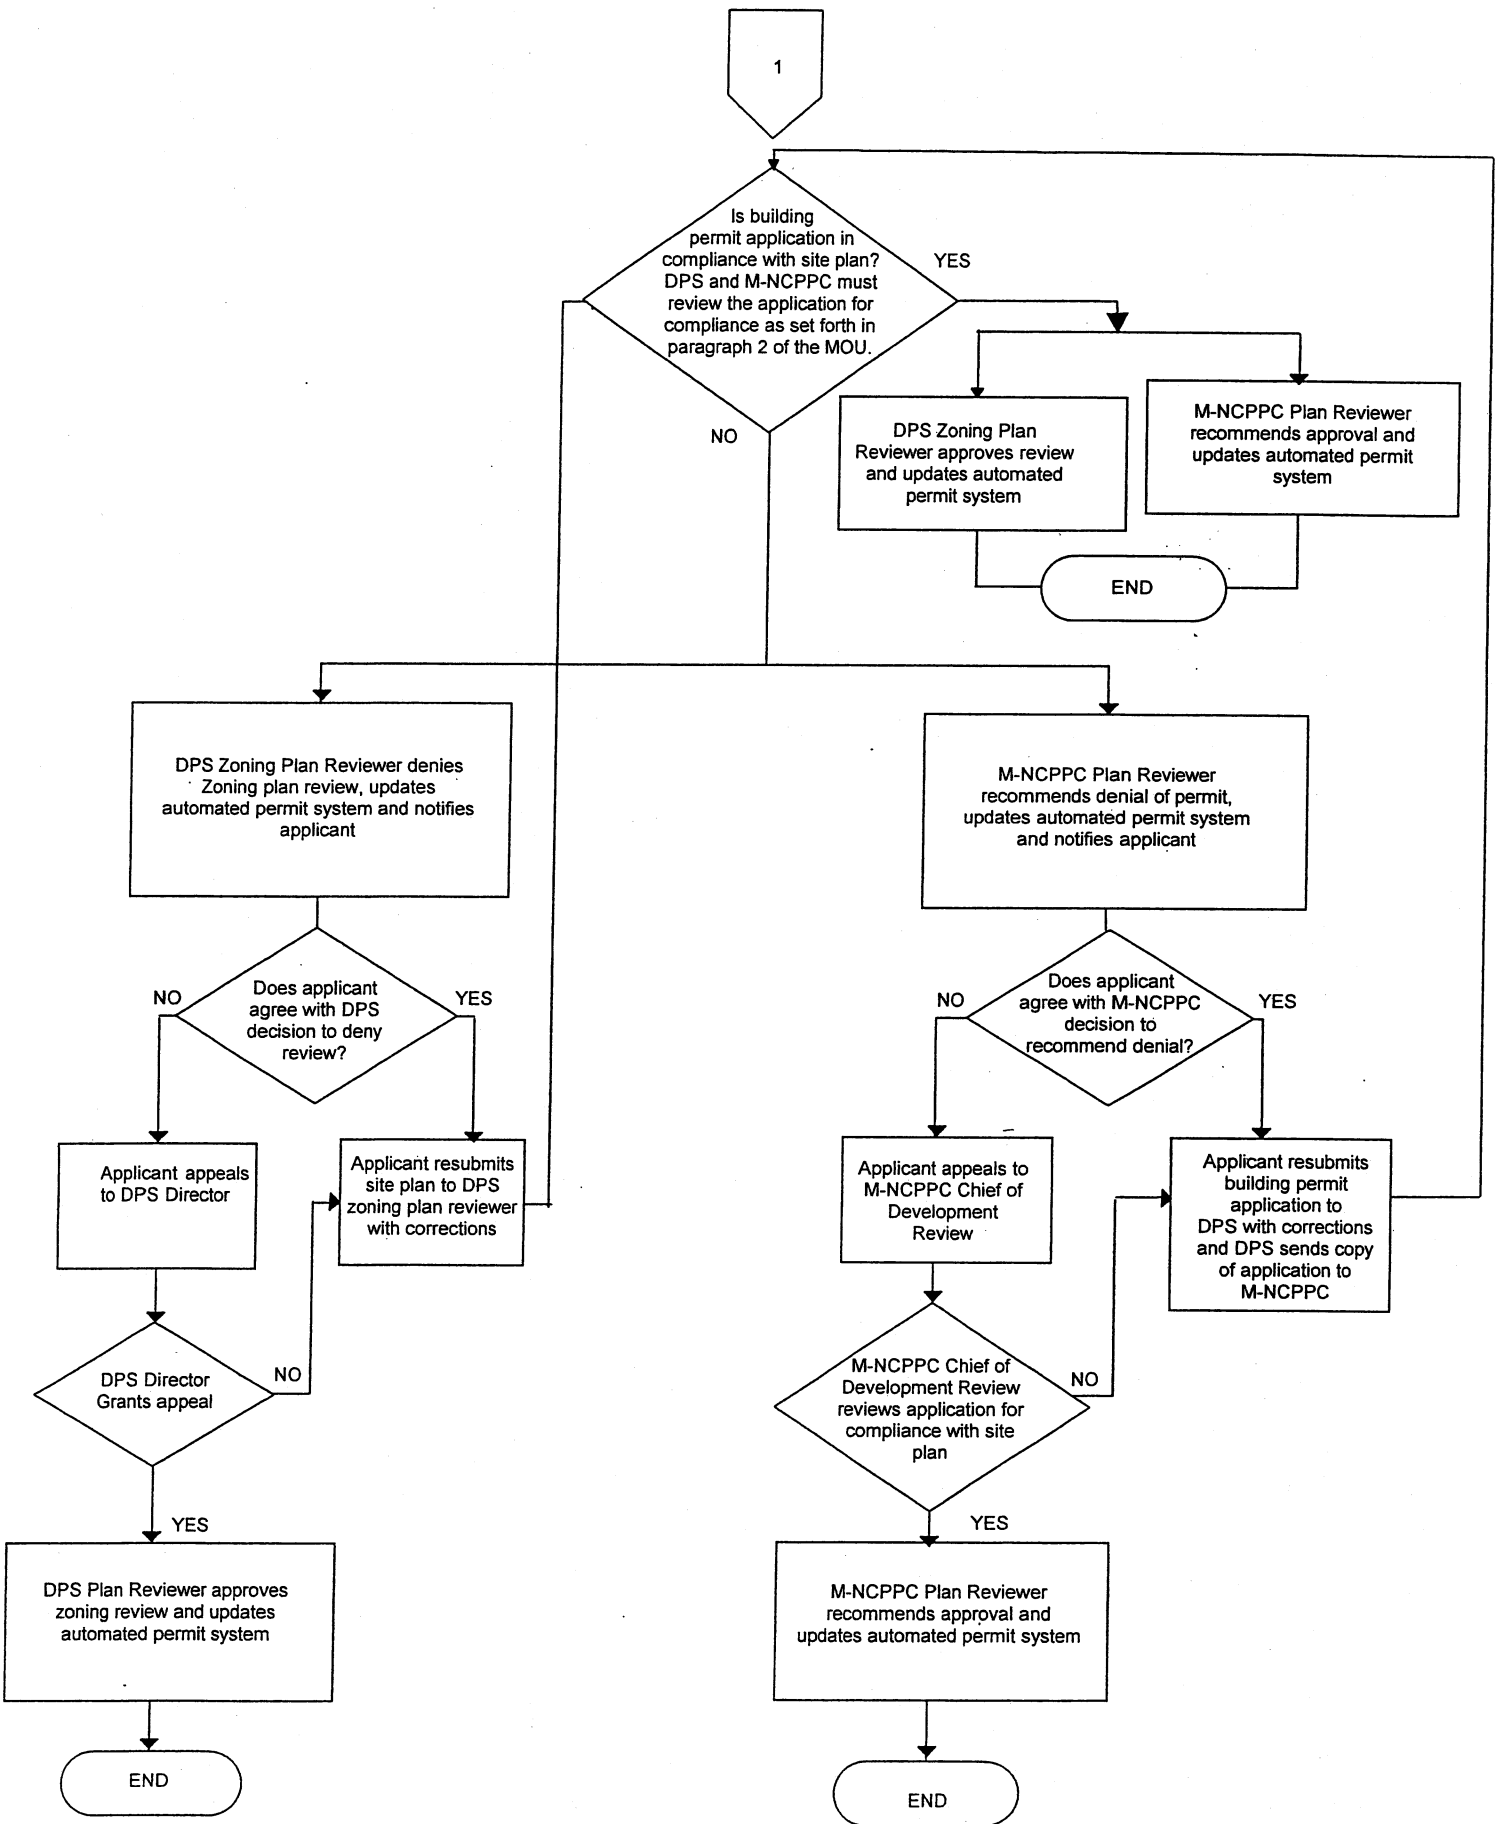 1
Is building
permit application in
compliance with site plan?
DPS and M-NCPPC must
review the application for
compliance as set forth in
paragraph 2 of the MOU.
YES
NO
DPS Zoning Plan
Reviewer approves review
and updates automated
permit system
M-NCPPC Plan Reviewer
recommends approval and
updates automated permit
system
END
DPS Zoning Plan Reviewer denies
Zoning plan review, updates
automated permit system and notifies
applicant
M-NCPPC Plan Reviewer
recommends denial of permit,
updates automated permit system
and notifies applicant
NO
Does applicant
agree with DPS
decision to deny
review?
YES
NO
Does applicant
agree with M-NCPPC
decision to
recommend denial?
YES
Applicant appeals
to DPS Director
Applicant resubmits
site plan to DPS
zoning plan reviewer
with corrections
Applicant appeals to
M-NCPPC Chief of
Development
Review
Applicant resubmits
building permit
application to
DPS with corrections
and DPS sends copy
of application to
M-NCPPC
DPS Director
Grants appeal
NO
M-NCPPC Chief of
Development Review
reviews application for
compliance with site
plan
NO
YES
YES
DPS Plan Reviewer approves
zoning review and updates
automated permit system
M-NCPPC Plan Reviewer
recommends approval and
updates automated permit system
END
END